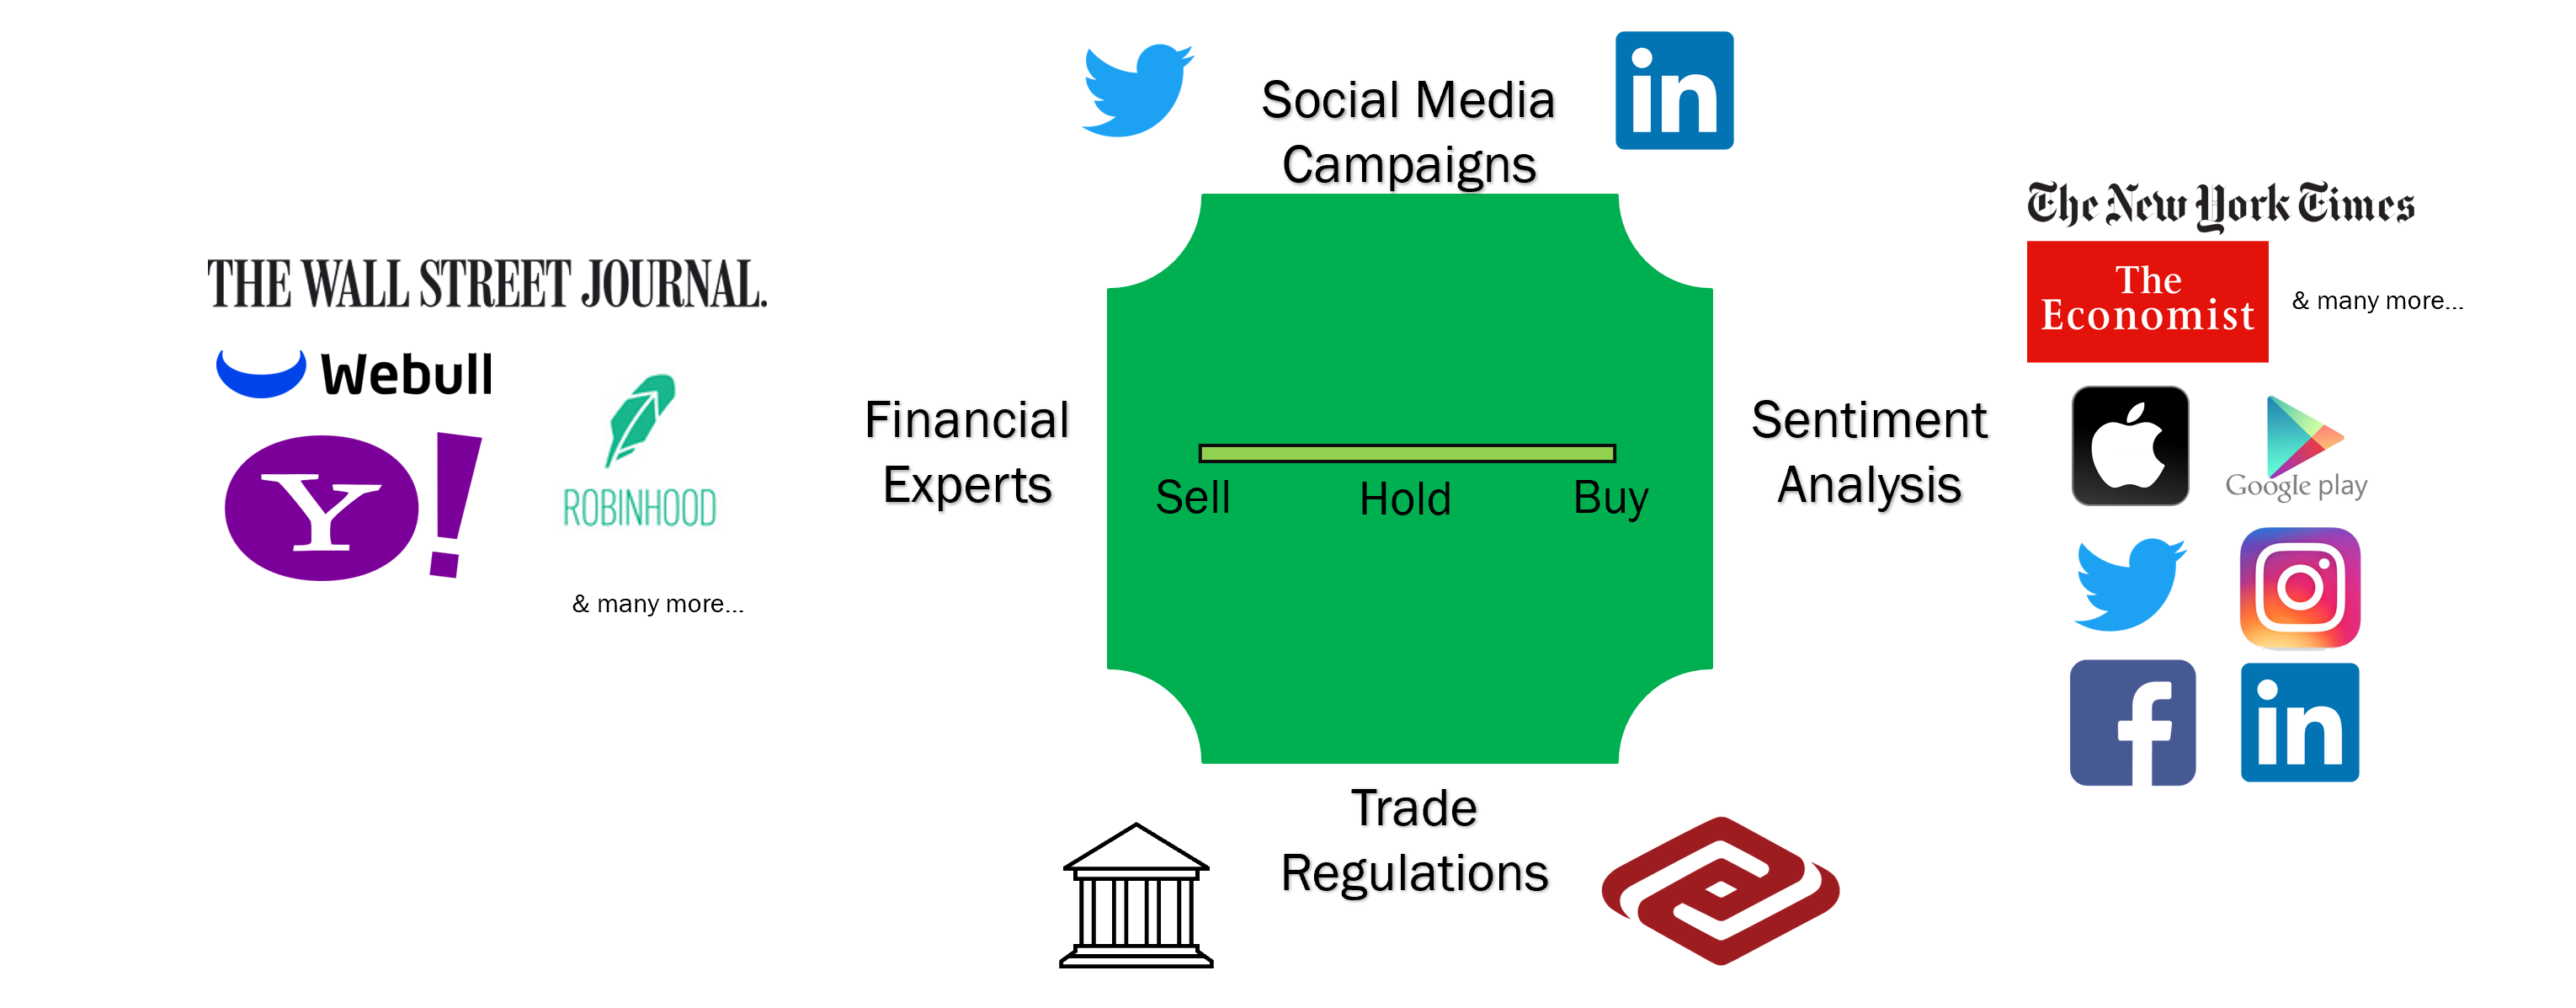 Social Media
Campaigns
in
THE WALL STREET JOURNAL.
Webull
Y!
ROBINHOOD
& many more...
Financial
Experts
Sell
Hold
Buy
Sentiment
Analysis
The New York Times
The
Economist
& many more...
Google play
f
in
Trade
Regulations